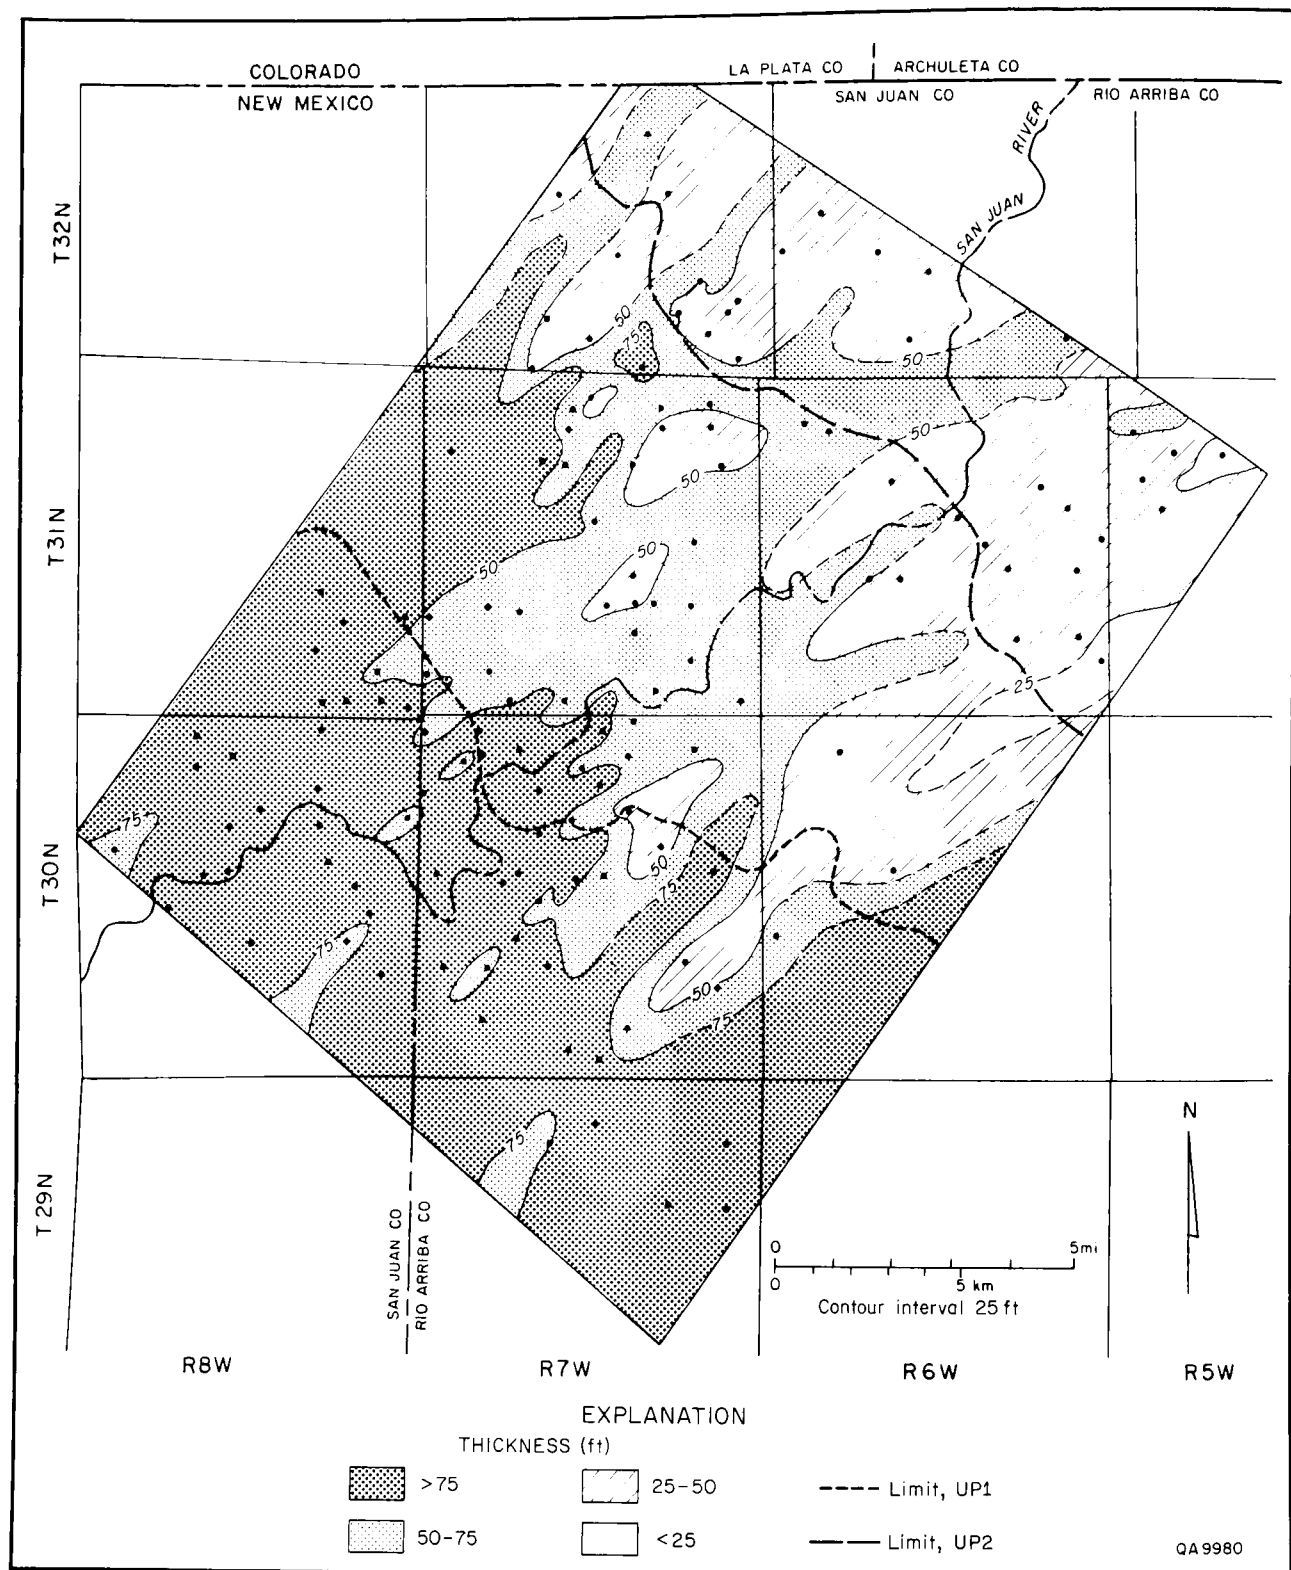 COLORADO
NEW MEXICO
LA PLATA CO
ARCHULETA CO
SAN JUAN CO
RIO ARRIBA CO
RIVER
SAN JUAN
T32N
50
75
50
T31N
50
50
50
50
25
75
T30N
50
75
75
50
75
75
N
T29N
SAN JUAN CO
RIO ARRIBA CO
0 5mi
0 5 km
Contour interval 25 ft
R8W R7W R6W R5W
EXPLANATION
THICKNESS (ft)
>75 25-50 Limit, UP1
50-75 <25 Limit, UP2
QA9980